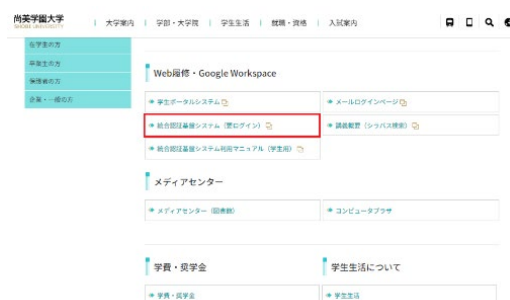 尚美学園大学
SHOBI UNIVERSITY
大学案内 | 学部・大学院 | 学生生活 | 就職・資格 | 入試案内
在学生の方
卒業生の方
保護者の方
企業・一般の方
Web履修・Google Workspace
学生ポータルシステム
メールログインページ
統合認証基盤システム（要ログイン）
講義概要（シラバス検索）
統合認証基盤システム利用マニュアル（学生用）
メディアセンター
メディアセンター（図書館）
コンピュータプラザ
学費・奨学金
学生生活について
学費・奨学金
学生生活